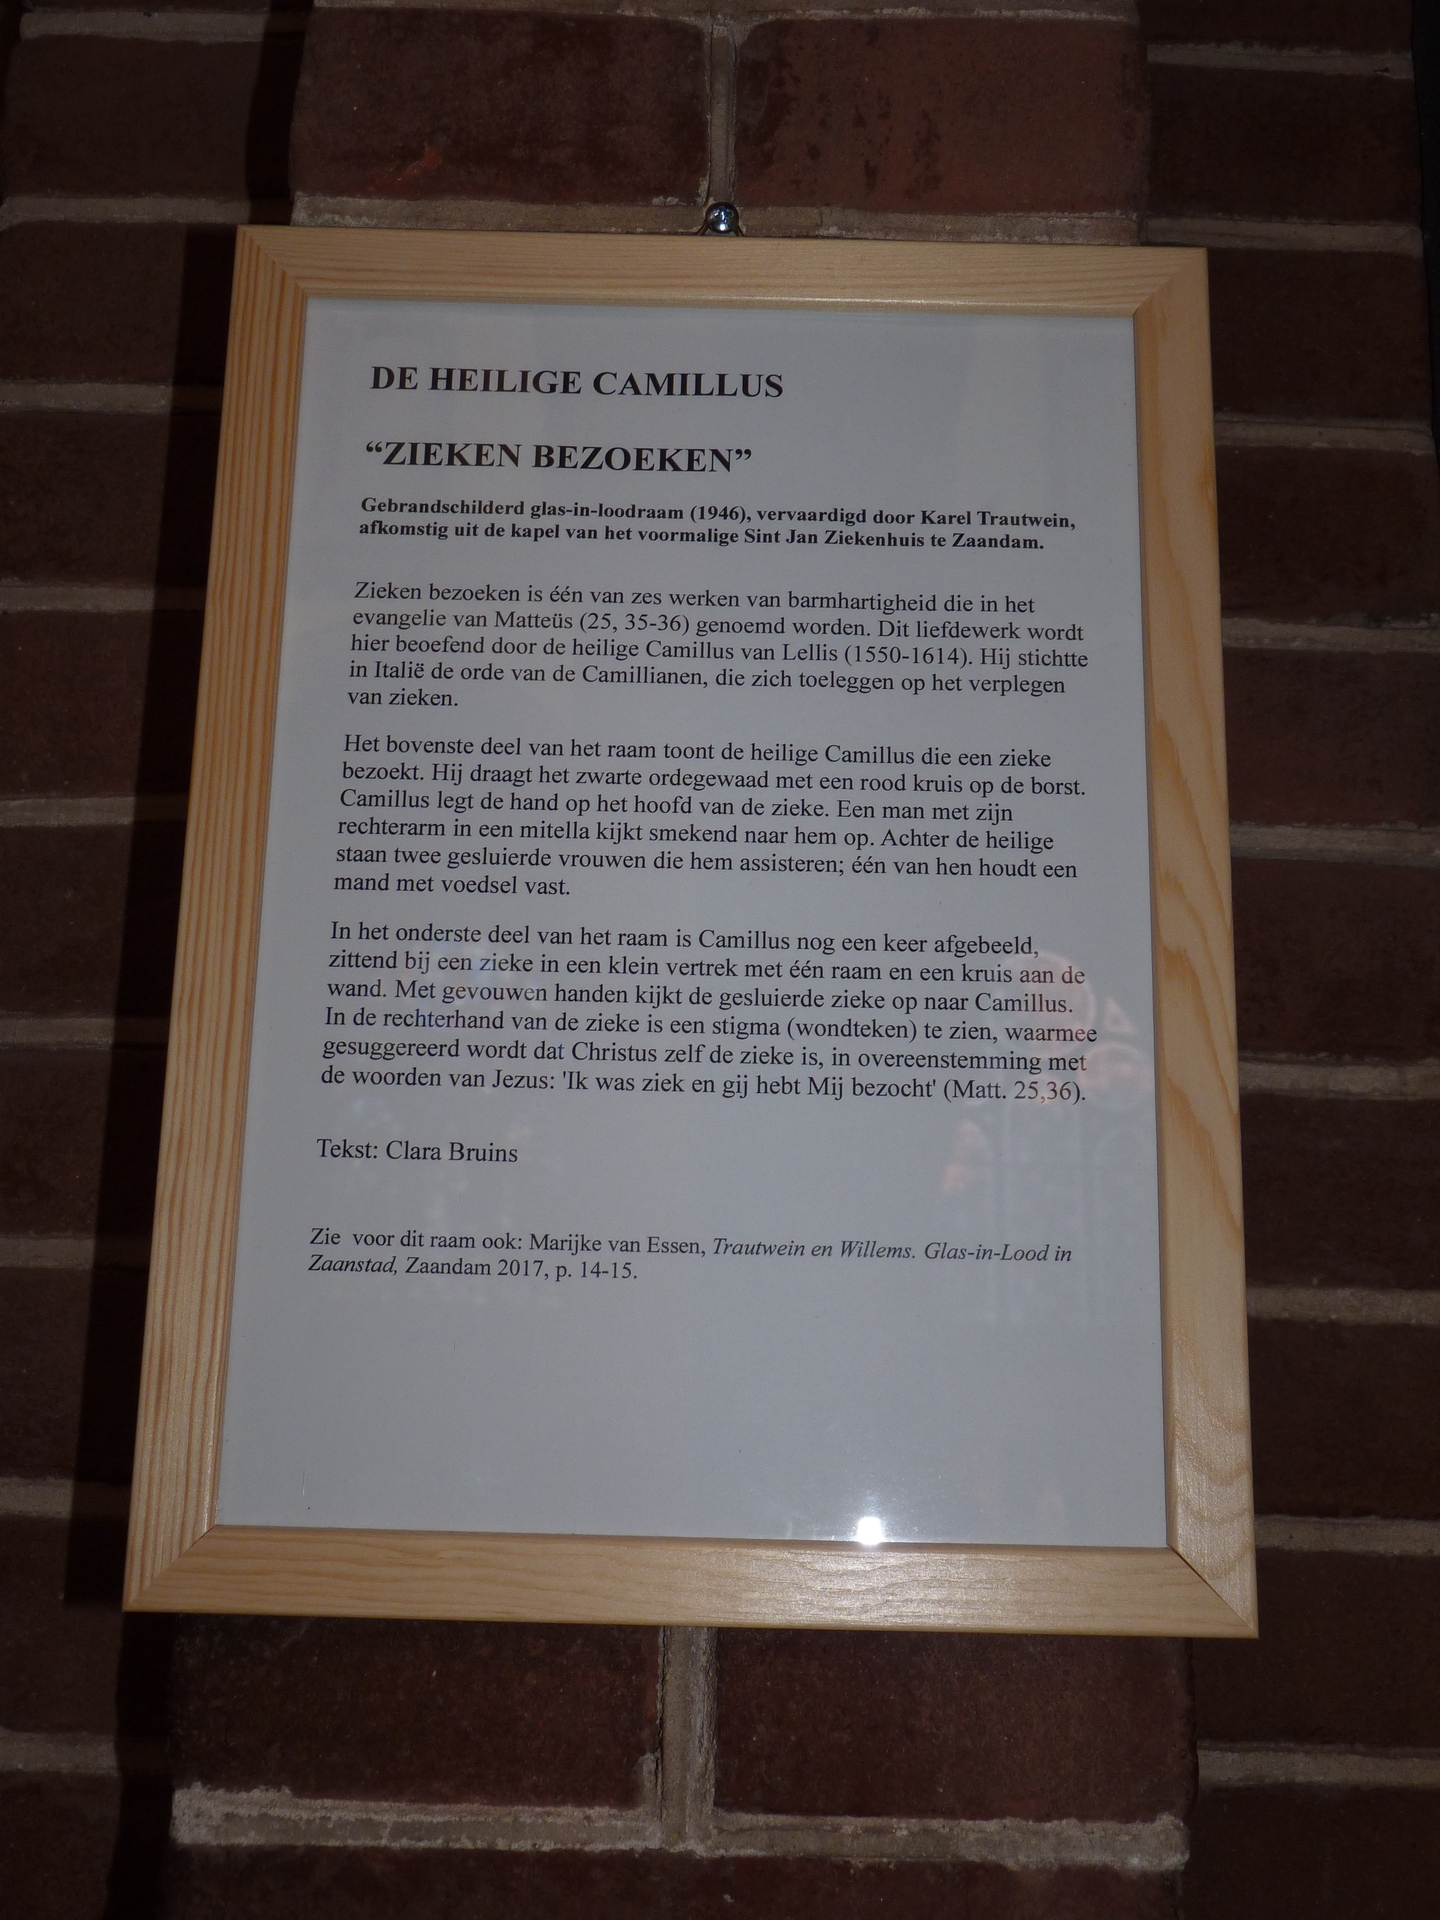 DE HEILIGE CAMILLUS
“ZIEKEN BEZOEKEN”
Gebrandschilderd glas-in-loodraam (1946), vervaardigd door Karel Trautwein,
afkomstig uit de kapel van het voormalige Sint Jan Ziekenhuis te Zaandam.
Zieken bezoeken is één van zes werken van barmhartigheid die in het
evangelie van Matteüs (25, 35-36) genoemd worden. Dit liefdewerk wordt
hier beoefend door de heilige Camillus van Lellis (1550-1614). Hij stichtte
in Italië de orde van de Camillianen, die zich toeleggen op het verplegen
van zieken.
Het bovenste deel van het raam toont de heilige Camillus die een zieke
bezoekt. Hij draagt het zwarte ordegewaad met een rood kruis op de borst.
Camillus legt de hand op het hoofd van de zieke. Een man met zijn
rechterarm in een mitella kijkt smekend naar hem op. Achter de heilige
staan twee gesluierde vrouwen die hem assisteren; één van hen houdt een
mand met voedsel vast.
In het onderste deel van het raam is Camillus nog een keer afgebeeld,
zittend bij een zieke in een klein vertrek met één raam en een kruis aan de
wand. Met gevouwen handen kijkt de gesluierde zieke op naar Camillus.
In de rechterhand van de zieke is een stigma (wondteken) te zien, waarmee
gesuggereerd wordt dat Christus zelf de zieke is, in overeenstemming met
de woorden van Jezus: 'Ik was ziek en gij hebt Mij bezocht' (Matt. 25,36).
Tekst: Clara Bruins
Zie  voor dit raam ook: Marijke van Essen, Trautwein en Willems. Glas-in-Lood in
Zaanstad, Zaandam 2017, p. 14-15.